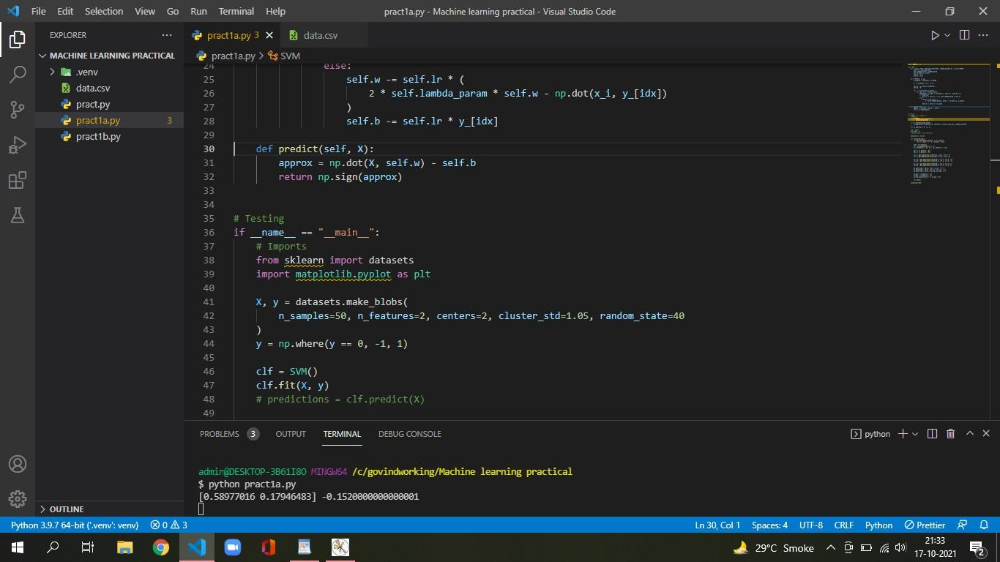 File Edit Selection View Go Run Terminal Help pract1a.py - Machine learning practical - Visual Studio Code
EXPLORER
MACHINE LEARNING PRACTICAL
.venv
data.csv
pract.py
pract1a.py 3
pract1b.py
OUTLINE
pract1a.py 3 data.csv
pract1a.py > SVM
24 else:
25 self.w -= self.lr * (
26 2 * self.lambda_param * self.w - np.dot(x_i, y_[idx])
27 )
28 self.b -= self.lr * y_[idx]
29
30 def predict(self, X):
31 approx = np.dot(X, self.w) - self.b
32 return np.sign(approx)
33
34
35 # Testing
36 if __name__ == "__main__":
37 # Imports
38 from sklearn import datasets
39 import matplotlib.pyplot as plt
40
41 X, y = datasets.make_blobs(
42 n_samples=50, n_features=2, centers=2, cluster_std=1.05, random_state=40
43 )
44 y = np.where(y == 0, -1, 1)
45
46 clf = SVM()
47 clf.fit(X, y)
48 # predictions = clf.predict(X)
49
PROBLEMS 3 OUTPUT TERMINAL DEBUG CONSOLE python
admin@DESKTOP-3B61I8O MINGW64 /c/govindworking/Machine learning practical
$ python pract1a.py
[0.58977016 0.17946483] -0.1520000000000001
Python 3.9.7 64-bit ('.venv': venv) 0 3 Ln 30, Col 1 Spaces: 4 UTF-8 CRLF Python Prettier
29°C Smoke 21:33
17-10-2021 2